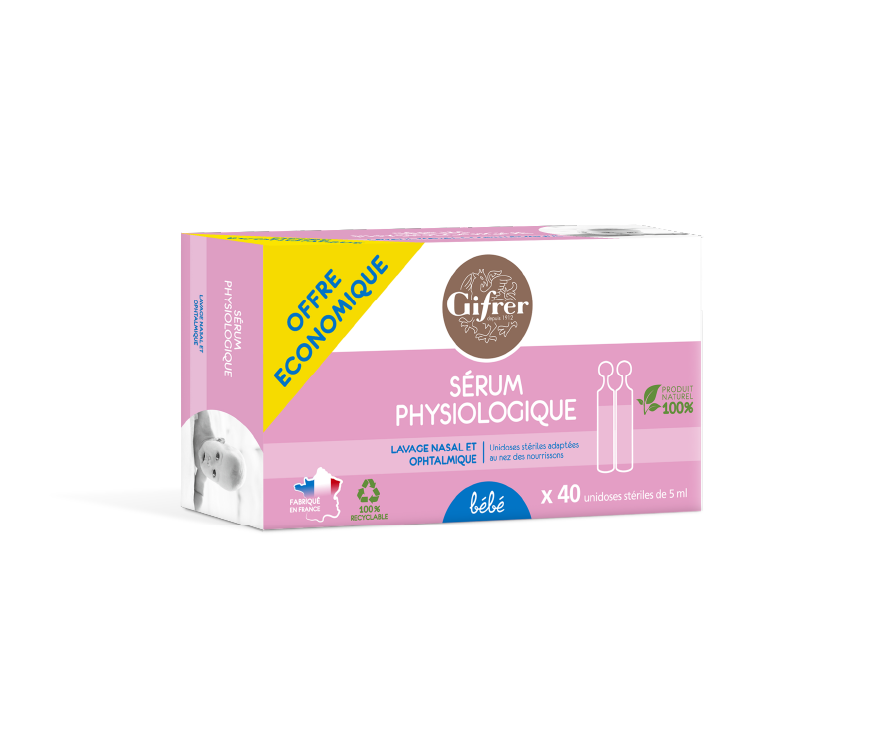 OFFRE
ECONOMIQUE
Gifrer
depuis 1912
SÉRUM
PHYSIOLOGIQUE
LAVAGE NASAL ET
OPHTALMIQUE
Unidoses stériles adaptées
au nez des nourrissons
PRODUIT
NATUREL
100%
FABRIQUÉ
EN FRANCE
100%
RECYCLABLE
bébé
x 40 unidoses stériles de 5 ml
SÉRUM
PHYSIOLOGIQUE
LAVAGE NASAL ET
OPHTALMIQUE